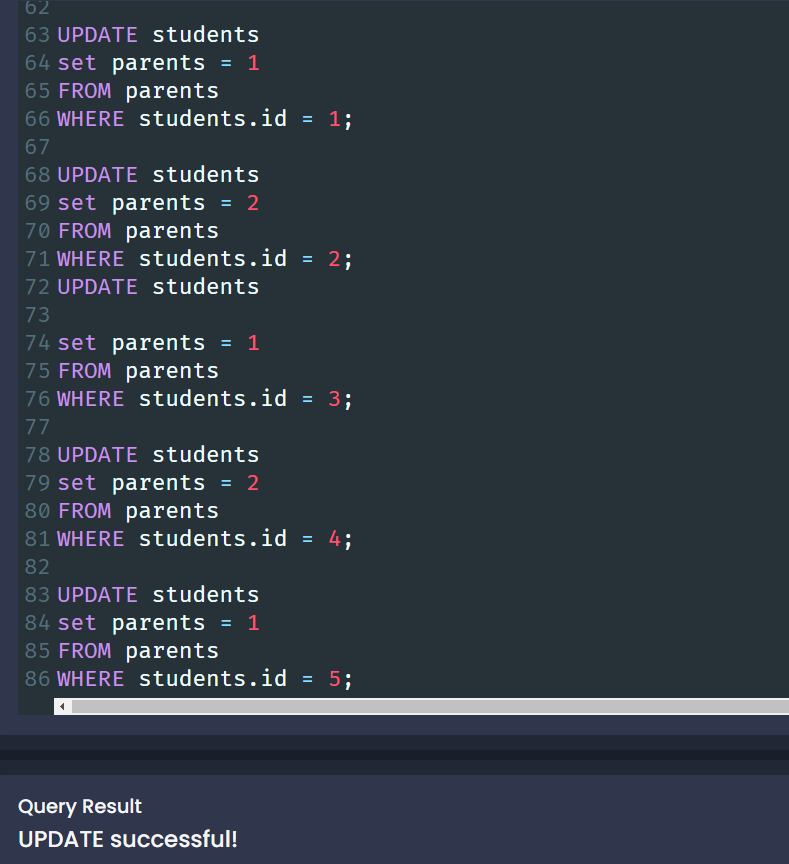 62
63 UPDATE students
64 set parents = 1
65 FROM parents
66 WHERE students.id = 1;
67
68 UPDATE students
69 set parents = 2
70 FROM parents
71 WHERE students.id = 2;
72 UPDATE students
73
74 set parents = 1
75 FROM parents
76 WHERE students.id = 3;
77
78 UPDATE students
79 set parents = 2
80 FROM parents
81 WHERE students.id = 4;
82
83 UPDATE students
84 set parents = 1
85 FROM parents
86 WHERE students.id = 5;
Query Result
UPDATE successful!